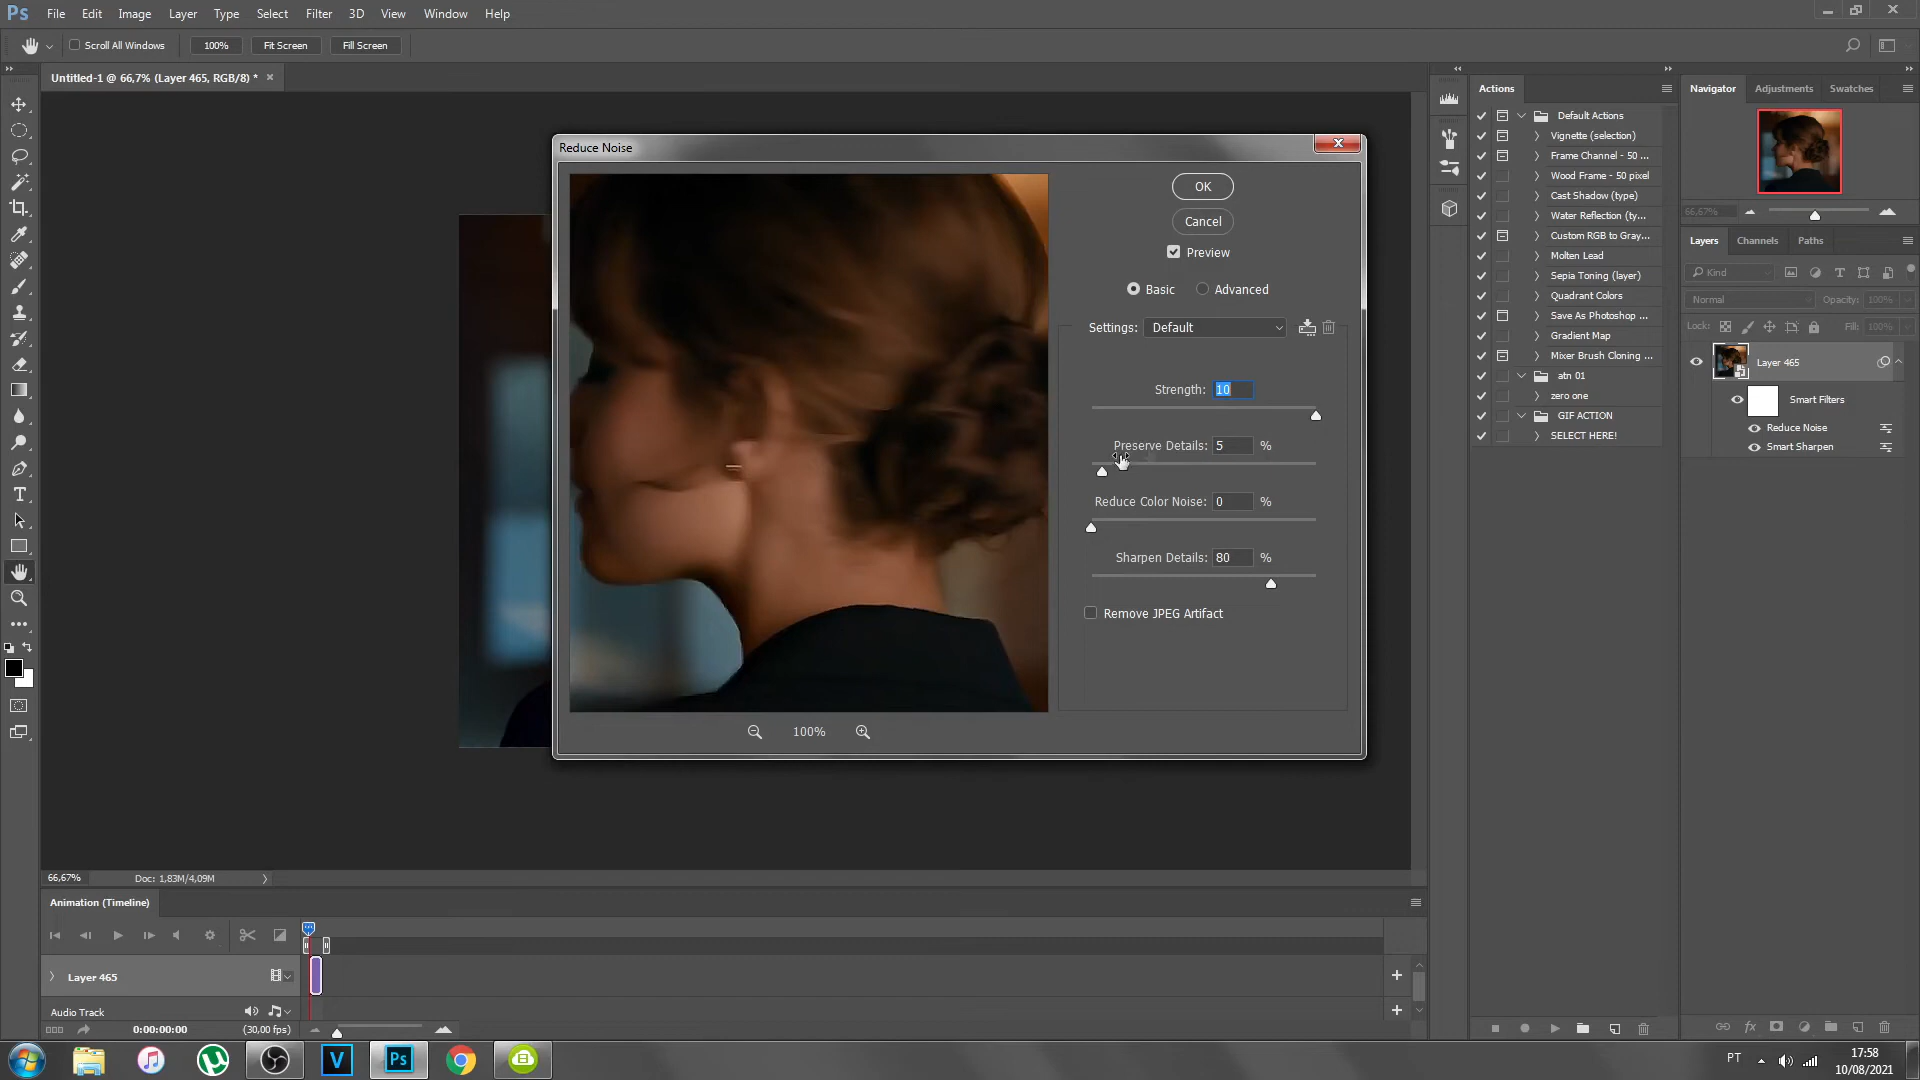 Ps File Edit Image Layer Type Select Filter 3D View Window Help
Scroll All Windows 100% Fit Screen Fill Screen
Untitled-1 @ 66,7% (Layer 465, RGB/8) *
Reduce Noise
OK
Cancel
Preview
Basic Advanced
Settings: Default
Strength: 10
Preserve Details: 5 %
Reduce Color Noise: 0 %
Sharpen Details: 80 %
Remove JPEG Artifact
100%
Actions
Default Actions
Vignette (selection)
Frame Channel - 50 ...
Wood Frame - 50 pixel
Cast Shadow (type)
Water Reflection (ty...
Custom RGB to Gray...
Molten Lead
Sepia Toning (layer)
Quadrant Colors
Save As Photoshop ...
Gradient Map
Mixer Brush Cloning ...
atn 01
zero one
GIF ACTION
SELECT HERE!
Navigator Adjustments Swatches
66,67%
Layers Channels Paths
Kind
Normal Opacity: 100%
Lock: Fill: 100%
Layer 465
Smart Filters
Reduce Noise
Smart Sharpen
66,67% Doc: 1,83M/4,09M
Animation (Timeline)
Layer 465
Audio Track
0:00:00:00 (30,00 fps)
V Ps
PT
17:58
10/08/2021